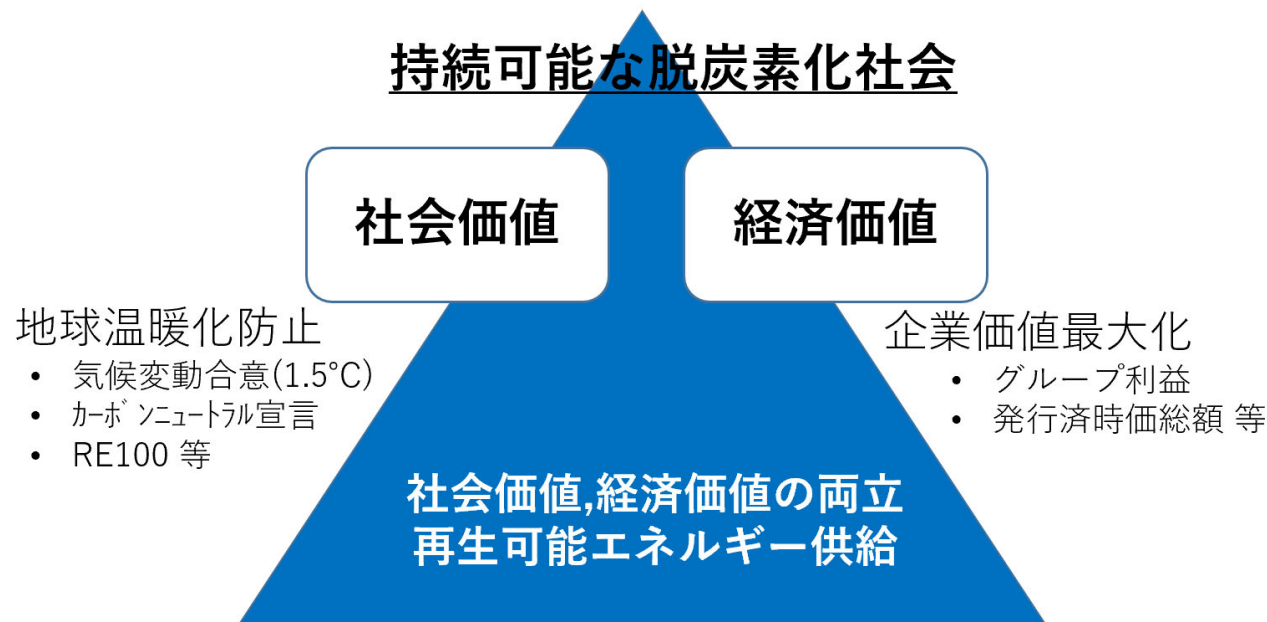 持続可能な脱炭素化社会
社会価値
経済価値
地球温暖化防止
• 気候変動合意(1.5°C)
• ｶｰﾎﾞﾝﾆｭｰﾄﾗﾙ宣言
• RE100 等
企業価値最大化
• グループ利益
• 発行済時価総額 等
社会価値,経済価値の両立
再生可能エネルギー供給